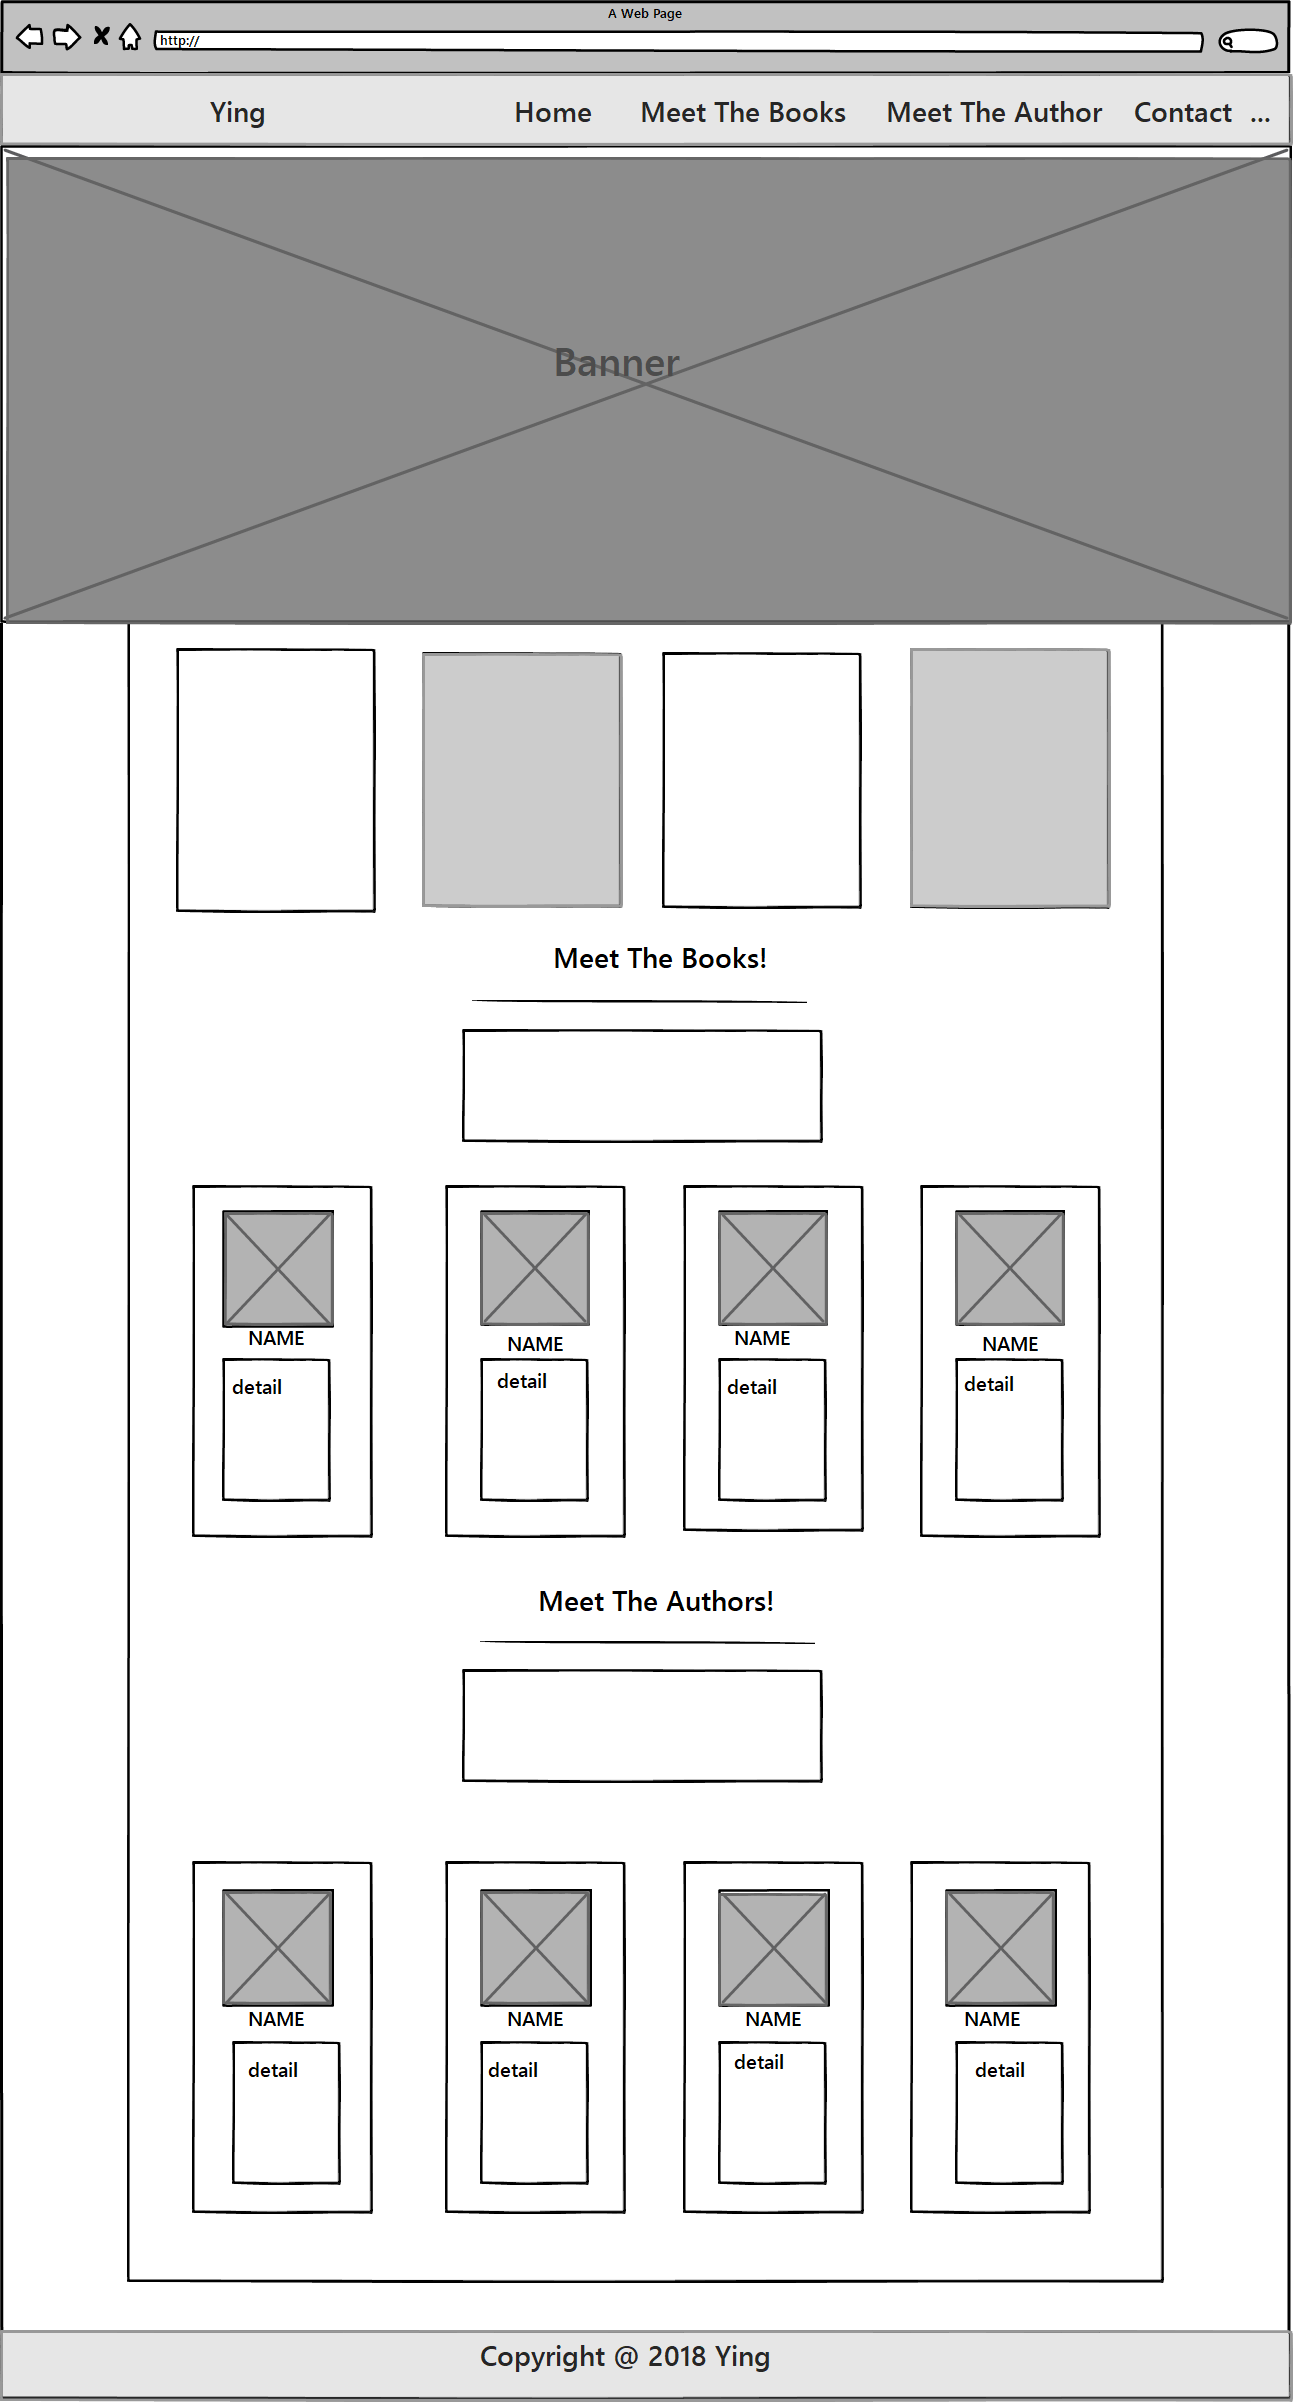 A Web Page
http://
Ying Home Meet The Books Meet The Author Contact ...
Banner
Meet The Books!
NAME NAME NAME NAME
detail detail detail detail
Meet The Authors!
NAME NAME NAME NAME
detail detail detail detail
Copyright @ 2018 Ying